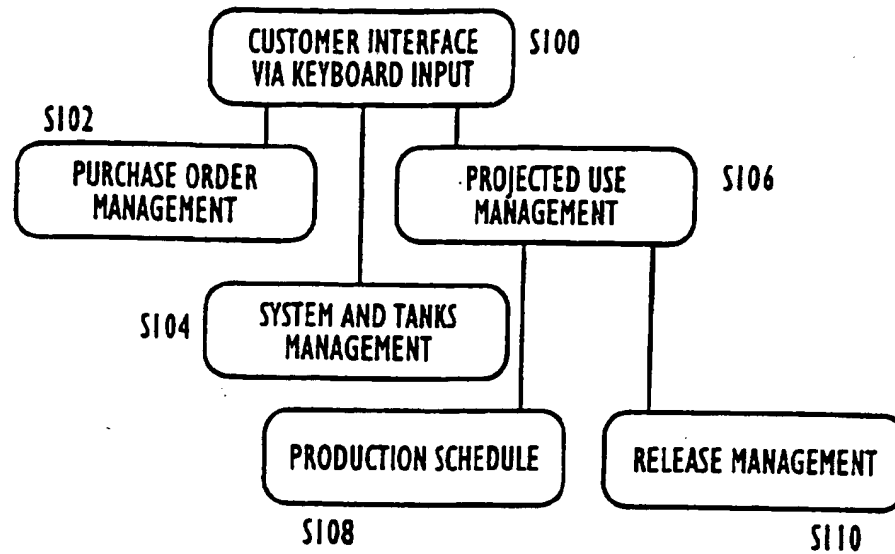 CUSTOMER INTERFACE
VIA KEYBOARD INPUT
S100
S102
PURCHASE ORDER
MANAGEMENT
PROJECTED USE
MANAGEMENT
S106
S104
SYSTEM AND TANKS
MANAGEMENT
PRODUCTION SCHEDULE
RELEASE MANAGEMENT
S108
S110